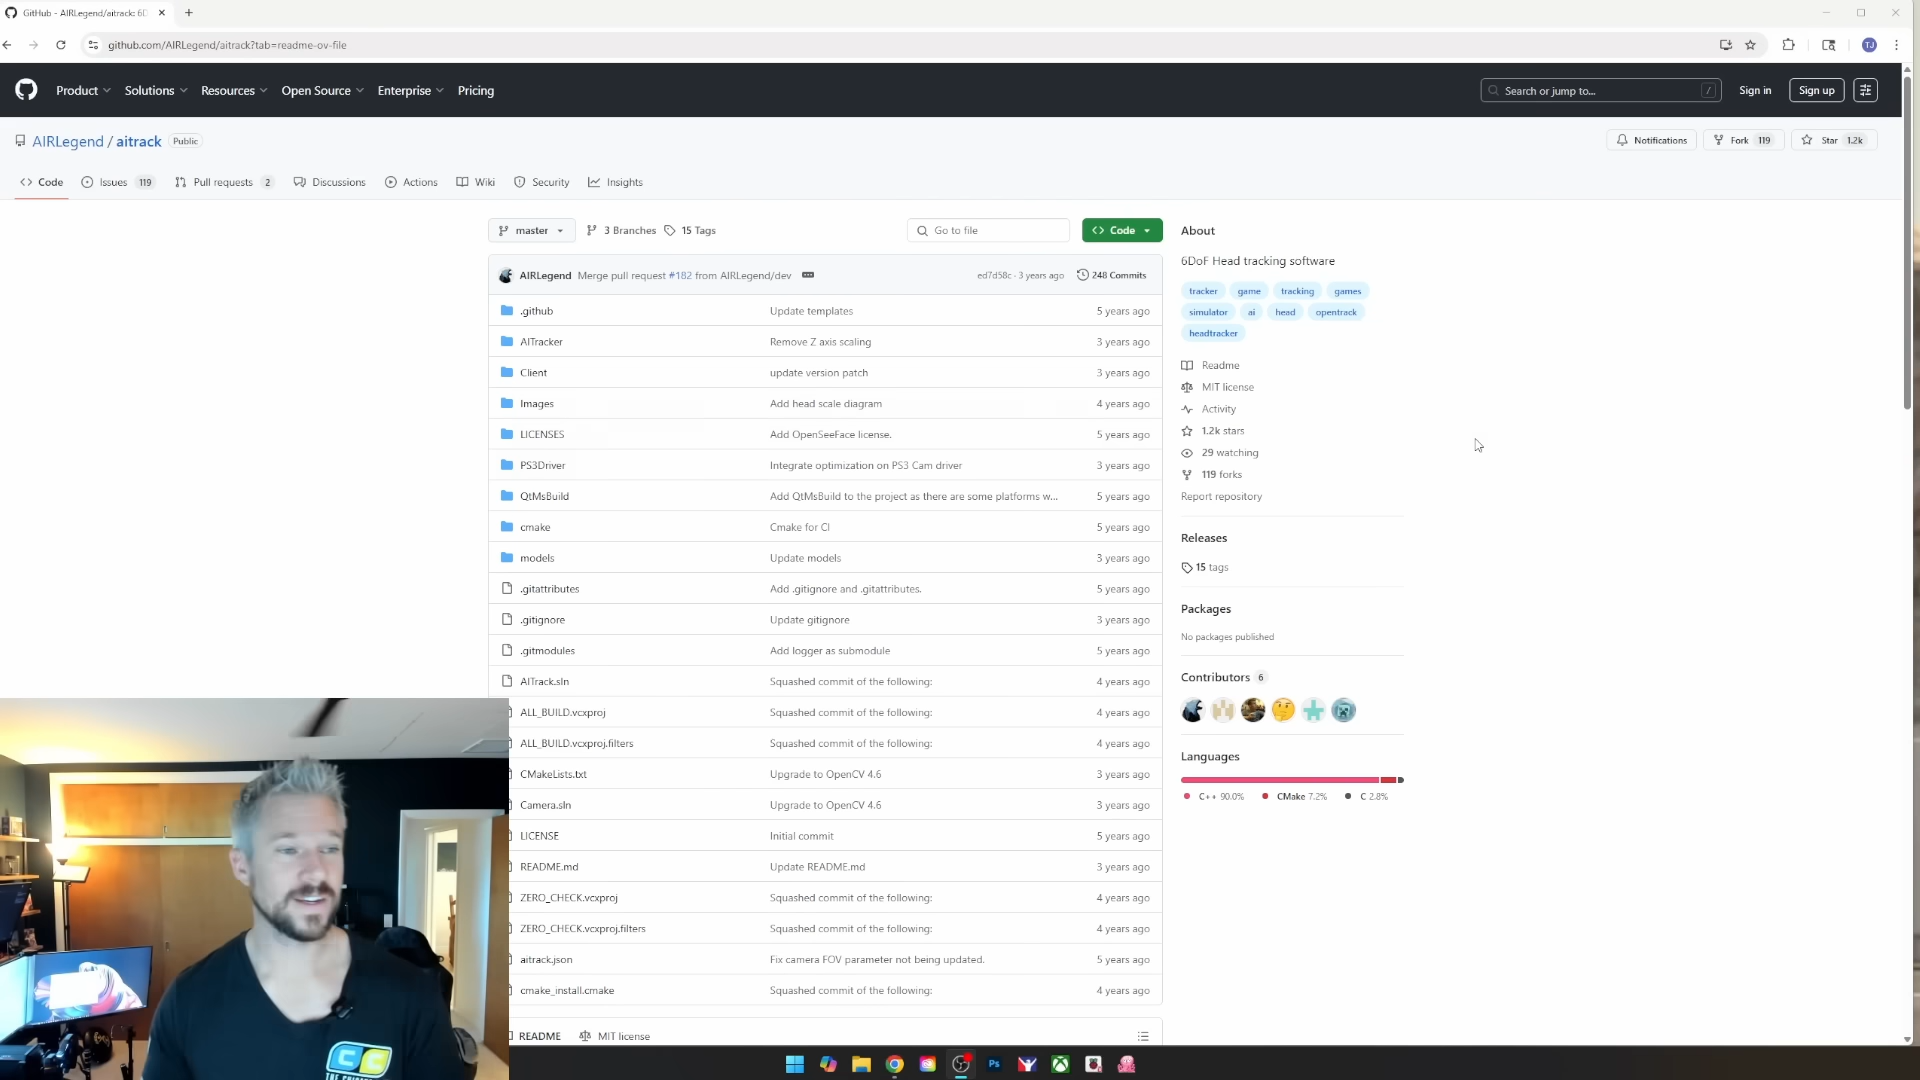 GitHub - AIRLegend/aitrack: 6D
github.com/AIRLegend/aitrack?tab=readme-ov-file
TJ
Product
Solutions
Resources
Open Source
Enterprise
Pricing
Search or jump to...
/
Sign in
Sign up
AIRLegend / aitrack
Public
Notifications
Fork 119
Star 1.2k
Code
Issues 119
Pull requests 2
Discussions
Actions
Wiki
Security
Insights
master
3 Branches
15 Tags
Go to file
Code
AIRLegend Merge pull request #182 from AIRLegend/dev
ed7d58c · 3 years ago
248 Commits
.github Update templates 5 years ago
AITracker Remove Z axis scaling 3 years ago
Client update version patch 3 years ago
Images Add head scale diagram 4 years ago
LICENSES Add OpenSeeFace license. 5 years ago
PS3Driver Integrate optimization on PS3 Cam driver 3 years ago
QtMsBuild Add QtMsBuild to the project as there are some platforms w... 5 years ago
cmake Cmake for CI 5 years ago
models Update models 3 years ago
.gitattributes Add .gitignore and .gitattributes. 5 years ago
.gitignore Update gitignore 3 years ago
.gitmodules Add logger as submodule 5 years ago
AITrack.sln Squashed commit of the following: 4 years ago
ALL_BUILD.vcxproj Squashed commit of the following: 4 years ago
ALL_BUILD.vcxproj.filters Squashed commit of the following: 4 years ago
CMakeLists.txt Upgrade to OpenCV 4.6 3 years ago
Camera.sln Upgrade to OpenCV 4.6 3 years ago
LICENSE Initial commit 5 years ago
README.md Update README.md 3 years ago
ZERO_CHECK.vcxproj Squashed commit of the following: 4 years ago
ZERO_CHECK.vcxproj.filters Squashed commit of the following: 4 years ago
aitrack.json Fix camera FOV parameter not being updated. 5 years ago
cmake_install.cmake Squashed commit of the following: 4 years ago
README
MIT license
About
6DoF Head tracking software
tracker game tracking games
simulator ai head opentrack
headtracker
Readme
MIT license
Activity
1.2k stars
29 watching
119 forks
Report repository
Releases
15 tags
Packages
No packages published
Contributors 6
Languages
C++ 90.0% CMake 7.2% C 2.8%
CC
Ps